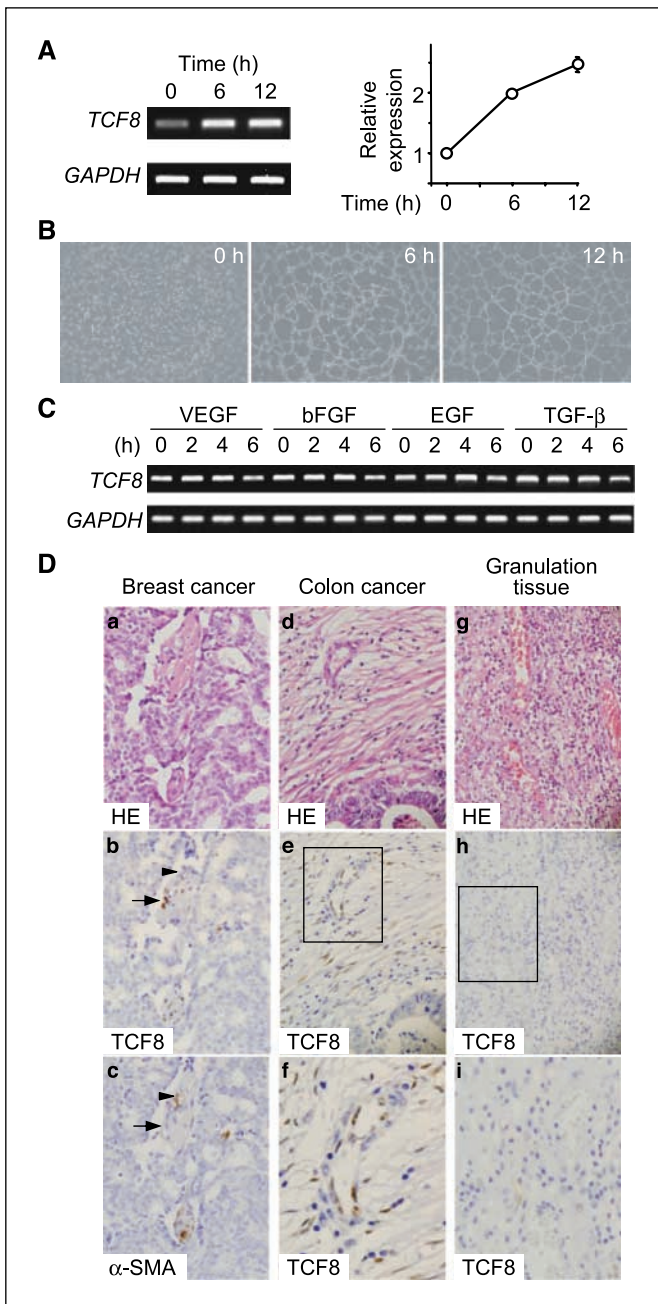 A
Time (h)
0 6 12
TCF8
GAPDH
Relative
expression
2
1
Time (h) 0 6 12
B
0 h
6 h
12 h
C
VEGF bFGF EGF TGF-β
(h) 0 2 4 6 0 2 4 6 0 2 4 6 0 2 4 6
TCF8
GAPDH
D
Breast cancer Colon cancer Granulation
tissue
a d g
HE HE HE
b e h
TCF8 TCF8 TCF8
c f i
α-SMA TCF8 TCF8